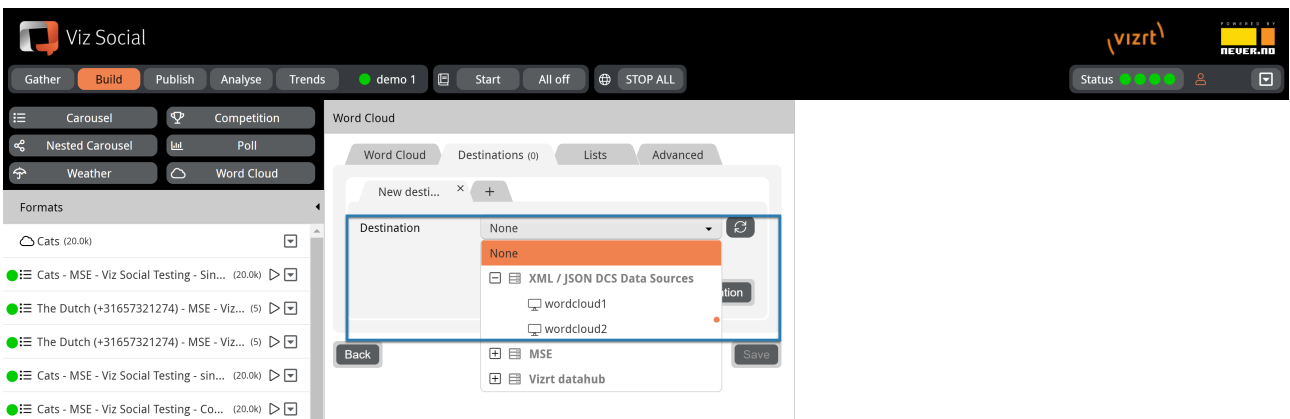 Viz Social
vizrt
POWERED BY
NEVER.NO
Gather Build Publish Analyse Trends demo 1 Start All off STOP ALL Status
Carousel Competition
Nested Carousel Poll
Weather Word Cloud
Formats
Cats (20.0k)
Cats - MSE - Viz Social Testing - Sin... (20.0k)
The Dutch (+31657321274) - MSE - Viz... (5)
The Dutch (+31657321274) - MSE - Viz... (5)
Cats - MSE - Viz Social Testing - sin... (20.0k)
Cats - MSE - Viz Social Testing - Co... (20.0k)
Word Cloud
Word Cloud Destinations (0) Lists Advanced
New desti... × +
Destination None
None
XML / JSON DCS Data Sources
wordcloud1
wordcloud2
MSE
Vizrt datahub
Back Save